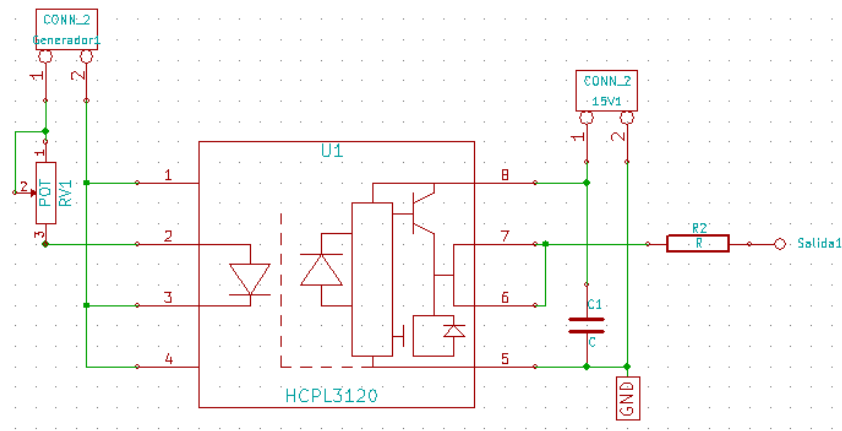 CONN_2
Generador1
1
2
CONN_2
15V1
1
2
U1
1
2
3
4
8
7
6
5
1
2
3
POT
RV1
R2
R
Salida1
C1
C
HCPL3120
GND